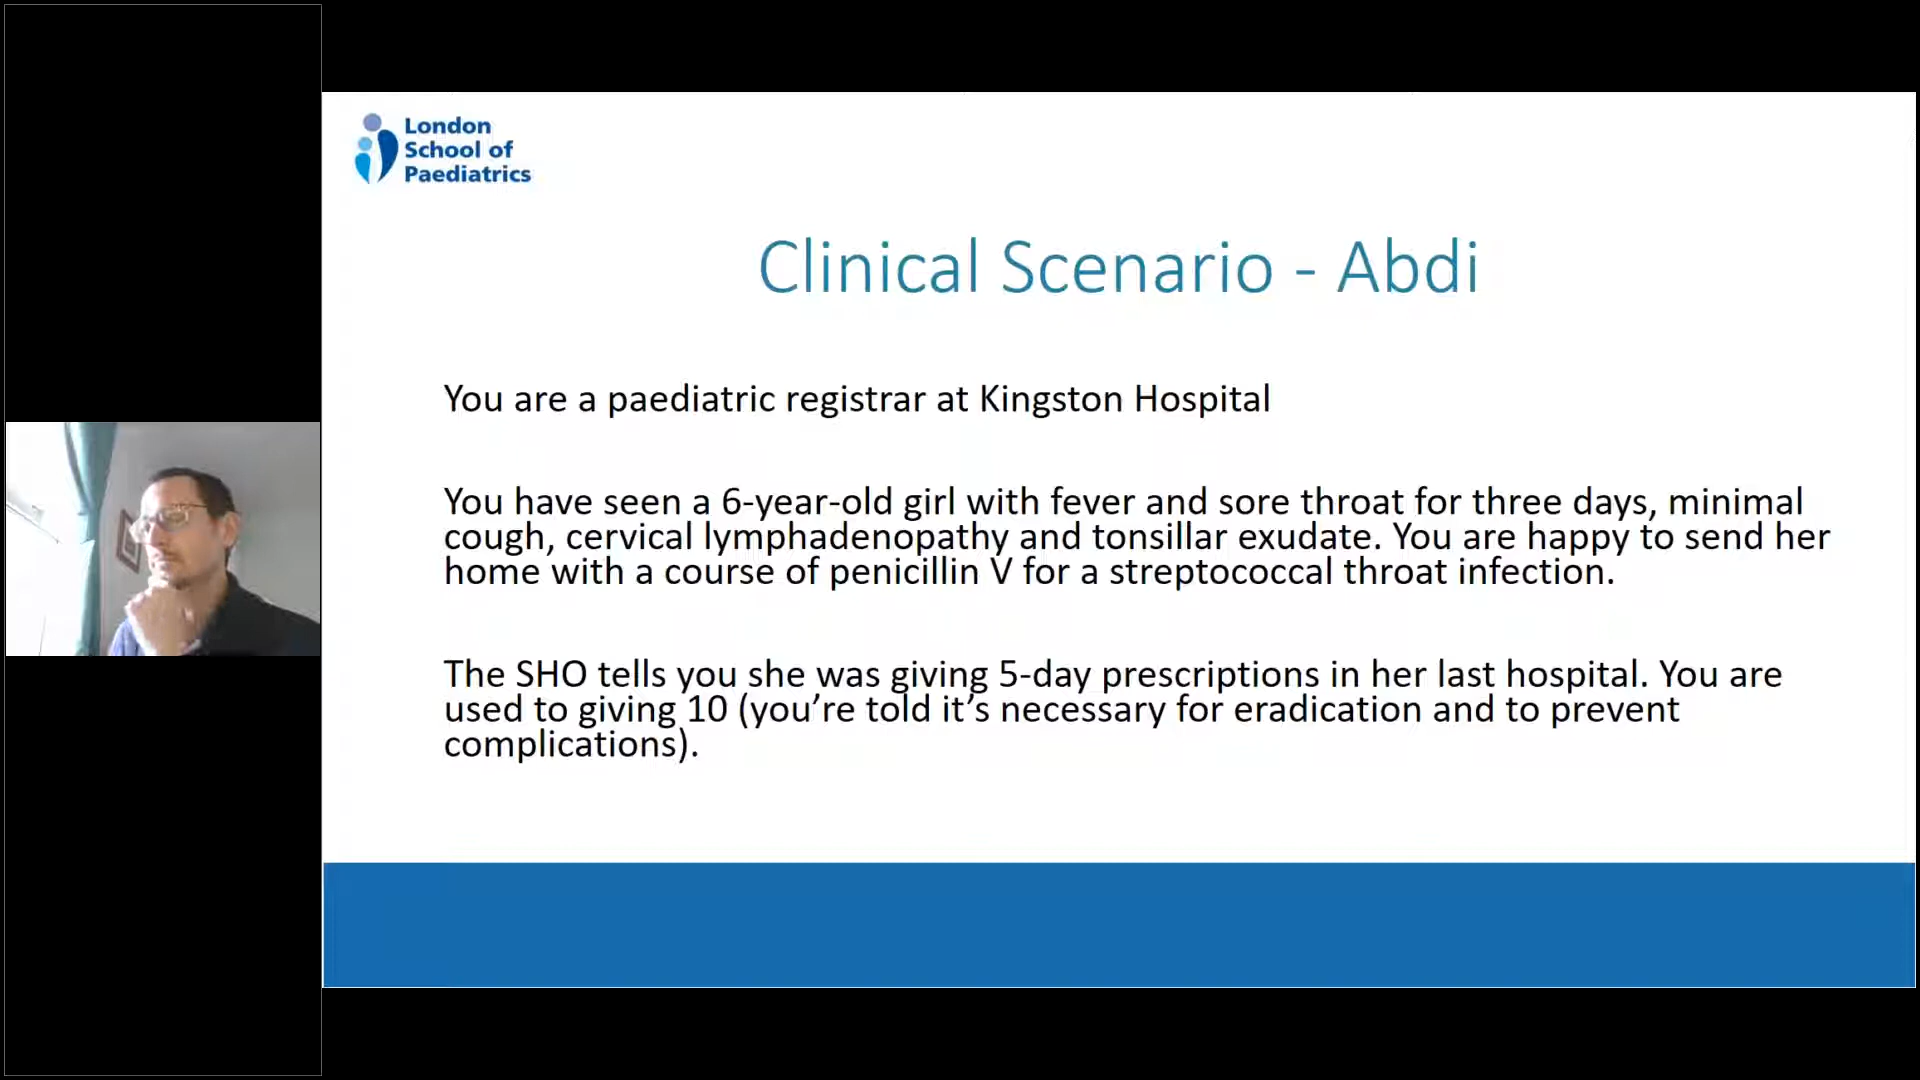 London
School of
Paediatrics
Clinical Scenario - Abdi
You are a paediatric registrar at Kingston Hospital
You have seen a 6-year-old girl with fever and sore throat for three days, minimal
cough, cervical lymphadenopathy and tonsillar exudate. You are happy to send her
home with a course of penicillin V for a streptococcal throat infection.
The SHO tells you she was giving 5-day prescriptions in her last hospital. You are
used to giving 10 (you’re told it’s necessary for eradication and to prevent
complications).